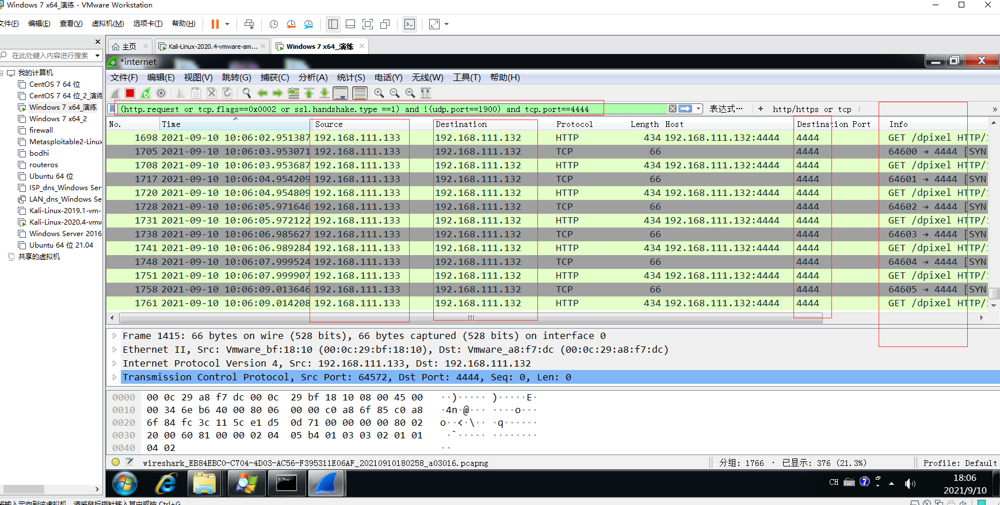 Windows 7 x64_演练 - VMware Workstation
文件(F) 编辑(E) 查看(V) 虚拟机(M) 选项卡(T) 帮助(H)
在此处键入内容进行搜索
我的计算机
CentOS 7 64 位
CentOS 7 64 位_2_演练
Windows 7 x64_演练
Windows 7 x64_2
firewall
Metasploitable2-Linux
bodhi
routeros
Ubuntu 64 位
ISP_dns_Windows Ser
LAN_dns_Windows Se
Kali-Linux-2019.1-vm-
Kali-Linux-2020.4-vmw
Windows Server 2016
Ubuntu 64 位 21.04
共享的虚拟机
主页 Kali-Linux-2020.4-vmware-am... Windows 7 x64_演练
*internet
文件(F) 编辑(E) 视图(V) 跳转(G) 捕获(C) 分析(A) 统计(S) 电话(Y) 无线(W) 工具(T) 帮助(H)
(http.request or tcp.flags==0x0002 or ssl.handshake.type ==1) and !(udp.port==1900) and tcp.port==4444 表达式… + http/https or tcp »
No. Time Source Destination Protocol Length Host Destination Port Info
1698 2021-09-10 10:06:02.951387 192.168.111.133 192.168.111.132 HTTP 434 192.168.111.132:4444 4444 GET /dpixel HTTP/1
1705 2021-09-10 10:06:03.953071 192.168.111.133 192.168.111.132 TCP 66 4444 64600 → 4444 [SYN
1708 2021-09-10 10:06:03.953687 192.168.111.133 192.168.111.132 HTTP 434 192.168.111.132:4444 4444 GET /dpixel HTTP/1
1717 2021-09-10 10:06:04.954209 192.168.111.133 192.168.111.132 TCP 66 4444 64601 → 4444 [SYN
1720 2021-09-10 10:06:04.954809 192.168.111.133 192.168.111.132 HTTP 434 192.168.111.132:4444 4444 GET /dpixel HTTP/1
1728 2021-09-10 10:06:05.971646 192.168.111.133 192.168.111.132 TCP 66 4444 64602 → 4444 [SYN
1731 2021-09-10 10:06:05.972122 192.168.111.133 192.168.111.132 HTTP 434 192.168.111.132:4444 4444 GET /dpixel HTTP/1
1738 2021-09-10 10:06:06.985627 192.168.111.133 192.168.111.132 TCP 66 4444 64603 → 4444 [SYN
1741 2021-09-10 10:06:06.989284 192.168.111.133 192.168.111.132 HTTP 434 192.168.111.132:4444 4444 GET /dpixel HTTP/1
1748 2021-09-10 10:06:07.999524 192.168.111.133 192.168.111.132 TCP 66 4444 64604 → 4444 [SYN
1751 2021-09-10 10:06:07.999907 192.168.111.133 192.168.111.132 HTTP 434 192.168.111.132:4444 4444 GET /dpixel HTTP/1
1758 2021-09-10 10:06:09.013646 192.168.111.133 192.168.111.132 TCP 66 4444 64605 → 4444 [SYN
1761 2021-09-10 10:06:09.014208 192.168.111.133 192.168.111.132 HTTP 434 192.168.111.132:4444 4444 GET /dpixel HTTP/1
Frame 1415: 66 bytes on wire (528 bits), 66 bytes captured (528 bits) on interface 0
Ethernet II, Src: Vmware_bf:18:10 (00:0c:29:bf:18:10), Dst: Vmware_a8:f7:dc (00:0c:29:a8:f7:dc)
Internet Protocol Version 4, Src: 192.168.111.133, Dst: 192.168.111.132
Transmission Control Protocol, Src Port: 64572, Dst Port: 4444, Seq: 0, Len: 0
0000 00 0c 29 a8 f7 dc 00 0c 29 bf 18 10 08 00 45 00 ··)····· )·····E·
0010 00 34 6e b6 40 00 80 06 00 00 c0 a8 6f 85 c0 a8 ·4n·@··· ····o···
0020 6f 84 fc 3c 11 5c e1 d5 0d 71 00 00 00 00 80 02 o··<·\·· ·q······
0030 20 00 60 81 00 00 02 04 05 b4 01 03 03 02 01 01 ·`····· ········
0040 04 02 ··
wireshark_EB84EBC0-C704-4D03-AC56-F395311E06AF_20210910180258_a03016.pcapng 分组: 1766 · 已显示: 376 (21.3%) Profile: Default
CH 18:06
2021/9/10
将输入定向到该虚拟机，请将鼠标指针移入其中或按 Ctrl+G